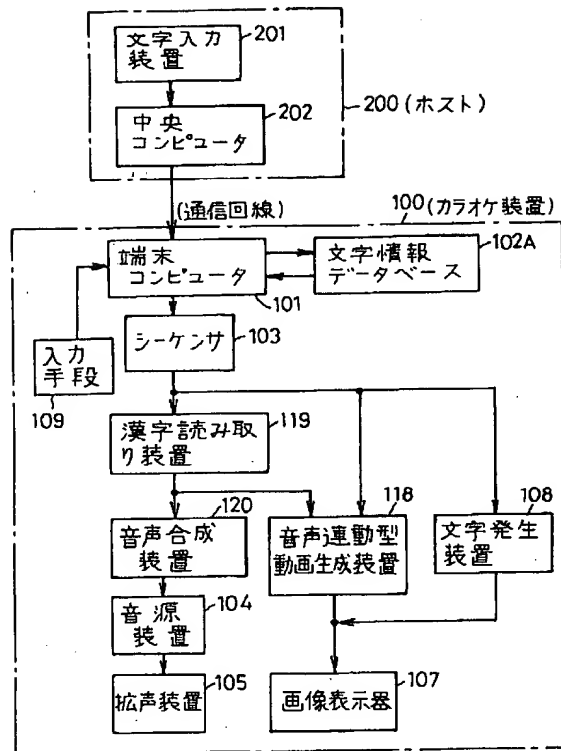 文字入力
装置
201
中央
コンピュータ
202
200(ホスト)
(通信回線)
100(カラオケ装置)
端末
コンピュータ
101
文字情報
データベース
102A
入力
手段
109
シーケンサ
103
漢字読み取
り装置
119
音声合成
装置
120
音声連動型
動画生成装置
118
文字発生
装置
108
音源
装置
104
拡声装置
105
画像表示器
107